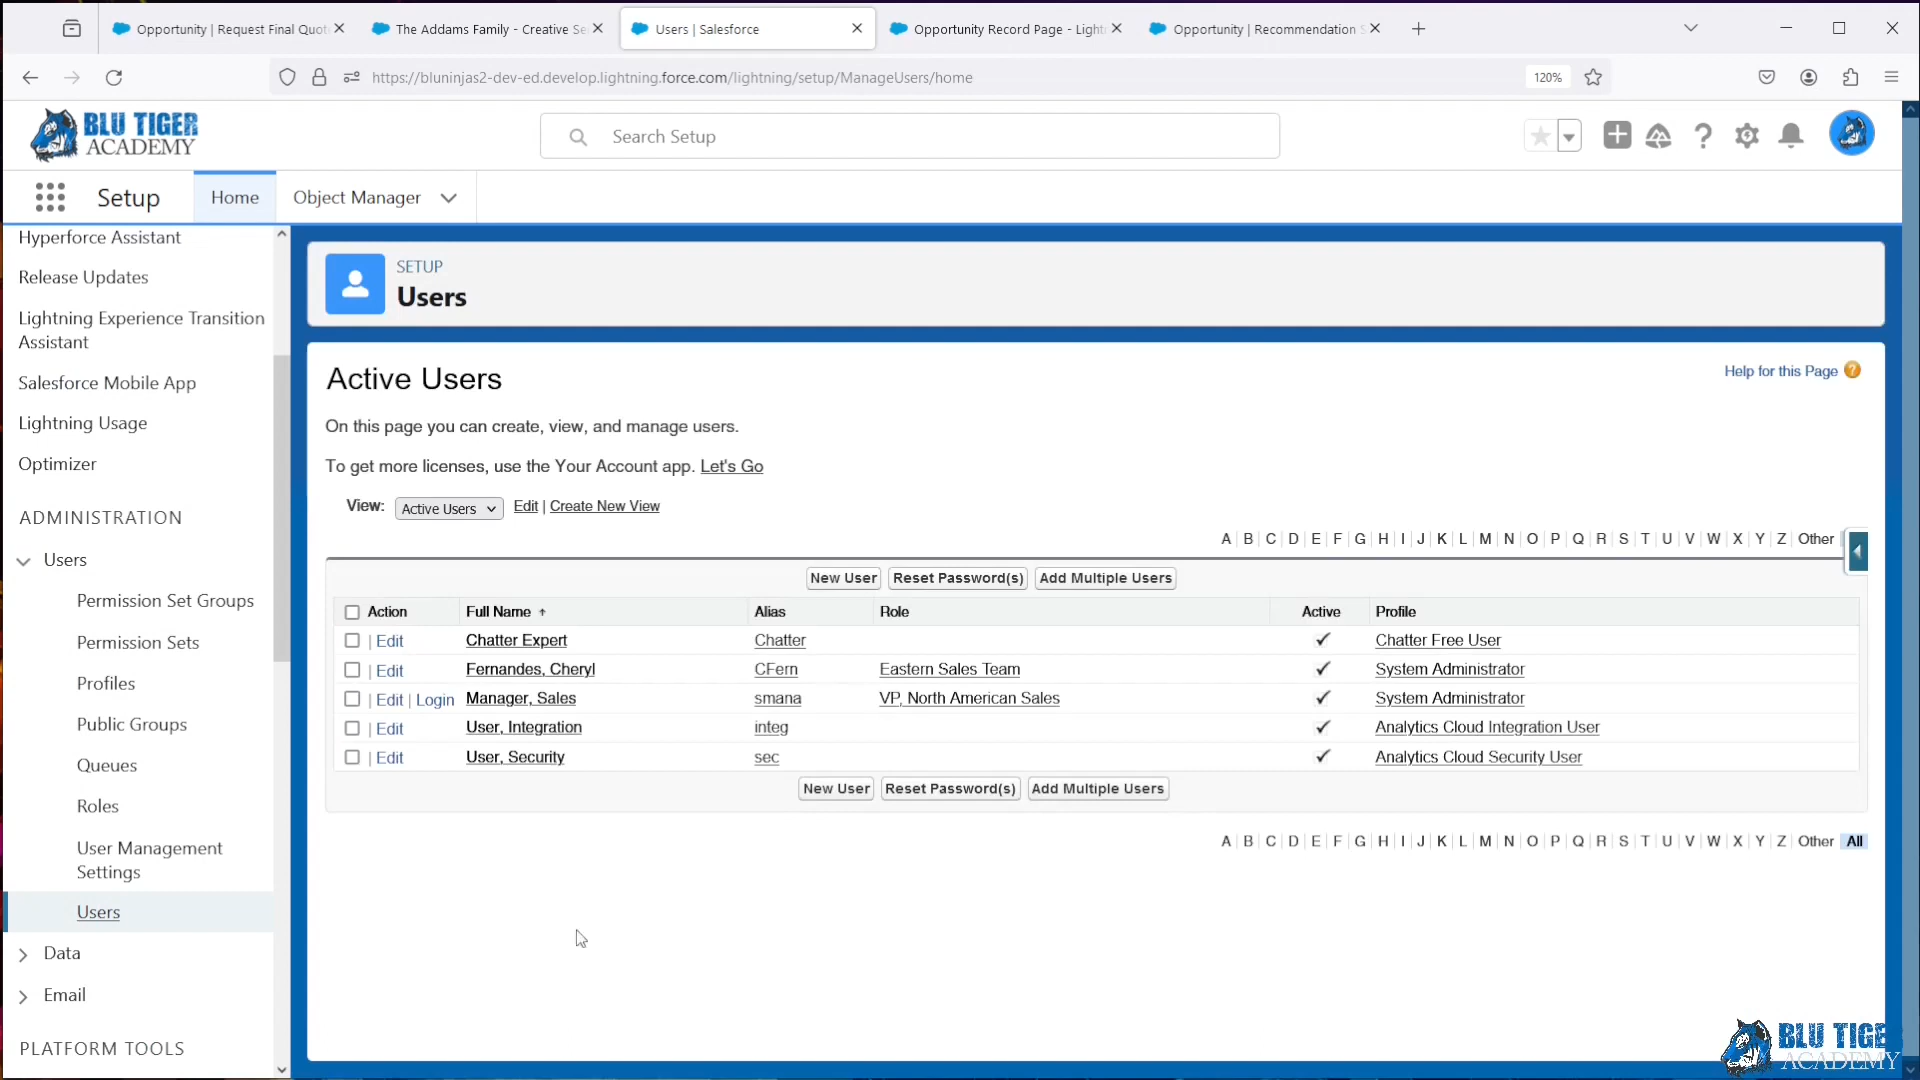 Opportunity | Request Final Quot
The Addams Family - Creative Se
Users | Salesforce
Opportunity Record Page - Light
Opportunity | Recommendation S
https://bluninjas2-dev-ed.develop.lightning.force.com/lightning/setup/ManageUsers/home
120%
BLU TIGER
ACADEMY
Search Setup
Setup
Home
Object Manager
Hyperforce Assistant
Release Updates
Lightning Experience Transition
Assistant
Salesforce Mobile App
Lightning Usage
Optimizer
ADMINISTRATION
Users
Permission Set Groups
Permission Sets
Profiles
Public Groups
Queues
Roles
User Management
Settings
Users
Data
Email
PLATFORM TOOLS
SETUP
Users
Active Users
Help for this Page
On this page you can create, view, and manage users.
To get more licenses, use the Your Account app. Let's Go
View: Active Users Edit | Create New View
A | B | C | D | E | F | G | H | I | J | K | L | M | N | O | P | Q | R | S | T | U | V | W | X | Y | Z | Other
New User Reset Password(s) Add Multiple Users
Action Full Name ↑ Alias Role Active Profile
| Edit Chatter Expert Chatter ✓ Chatter Free User
| Edit Fernandes, Cheryl CFern Eastern Sales Team ✓ System Administrator
| Edit | Login Manager, Sales smana VP, North American Sales ✓ System Administrator
| Edit User, Integration integ ✓ Analytics Cloud Integration User
| Edit User, Security sec ✓ Analytics Cloud Security User
New User Reset Password(s) Add Multiple Users
A | B | C | D | E | F | G | H | I | J | K | L | M | N | O | P | Q | R | S | T | U | V | W | X | Y | Z | Other All
BLU TIGE
ACADEMY